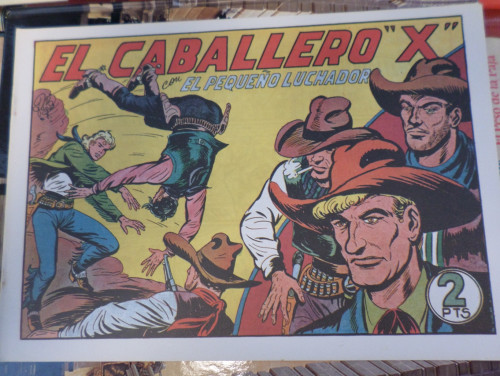 EL CABALLERO "X"
con EL PEQUEÑO LUCHADOR
2
PTS